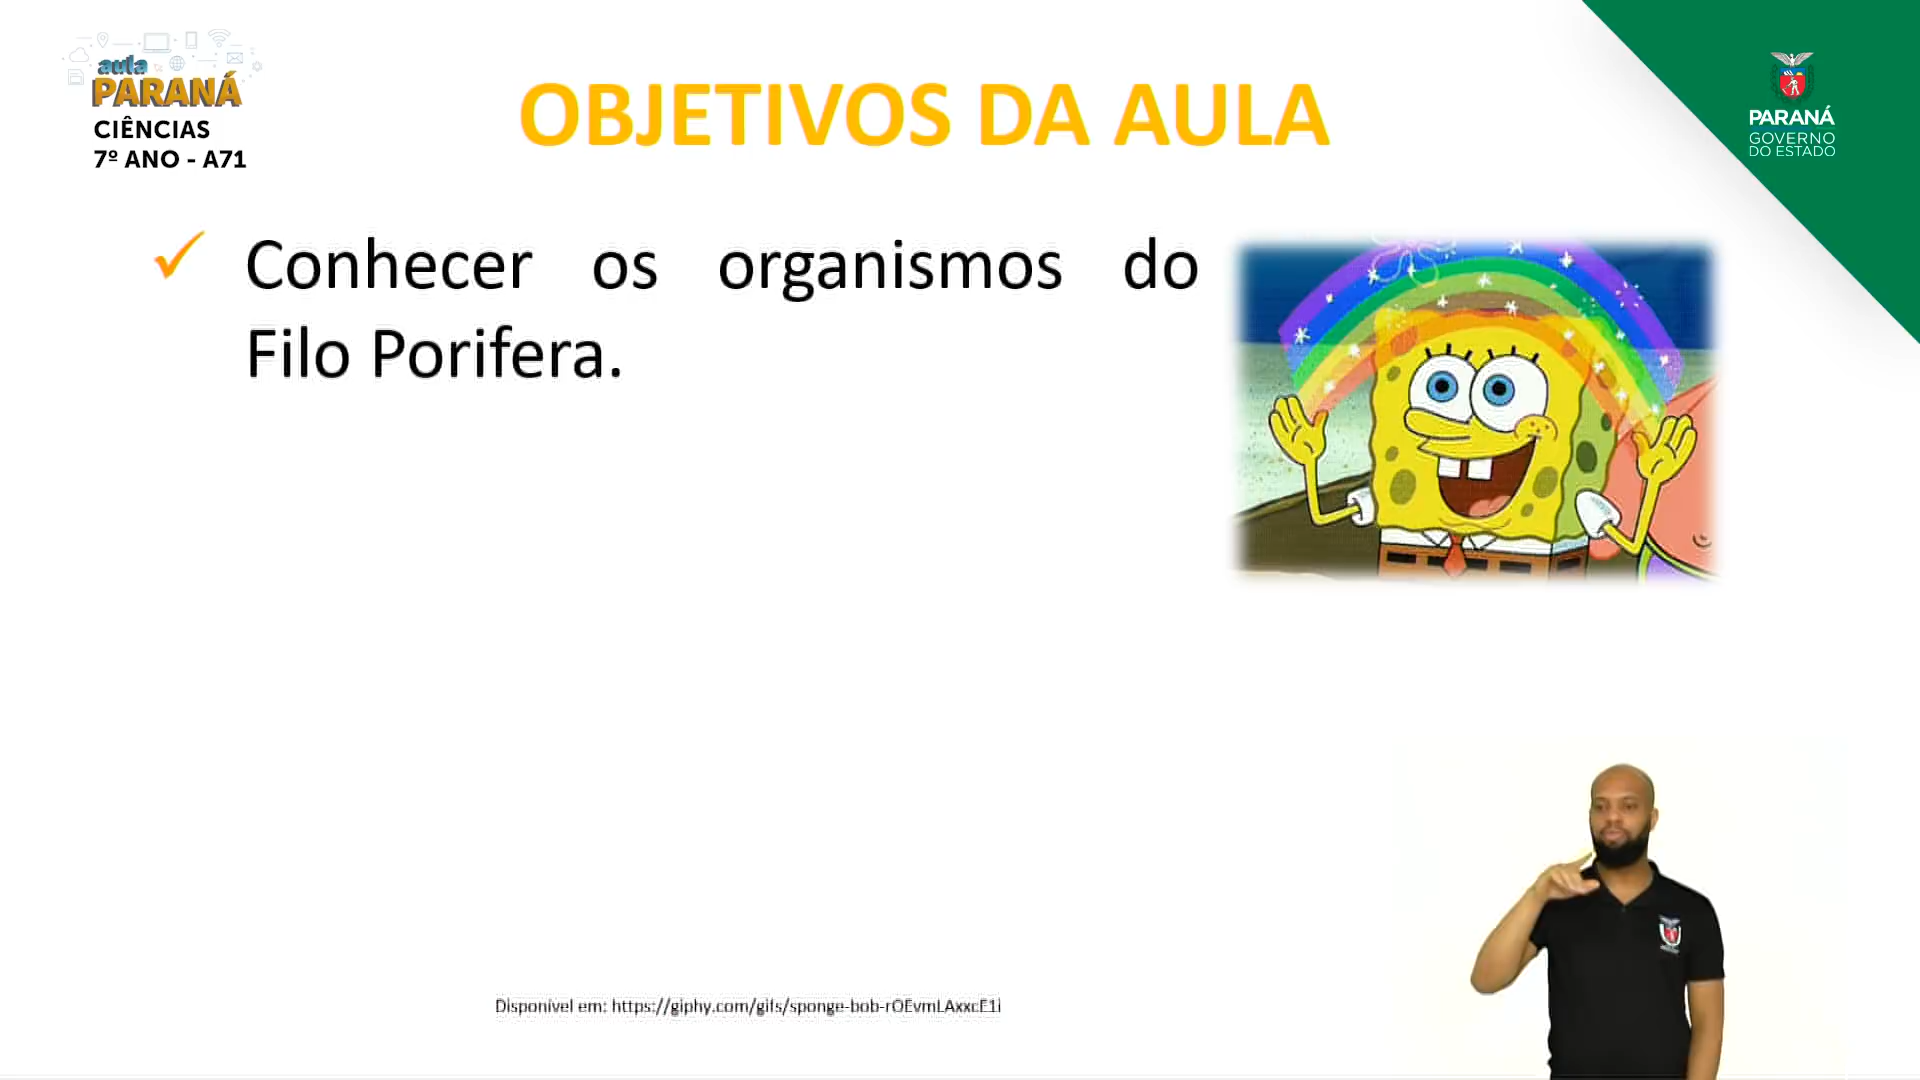 aula
PARANÁ
CIÊNCIAS
7º ANO - A71
OBJETIVOS DA AULA
PARANÁ
GOVERNO
DO ESTADO
Conhecer os organismos do
Filo Porifera.
Disponível em: https://giphy.com/gifs/sponge-bob-rOEvmLAxxcE1i